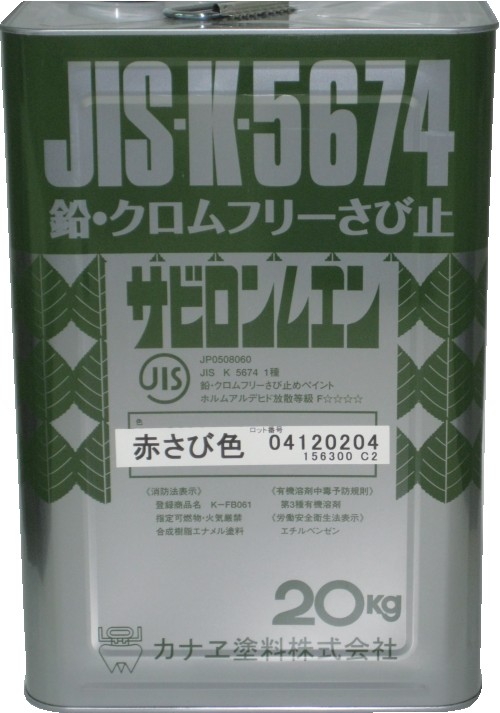 JIS-K-5674
鉛・クロムフリーさび止
サビロンムエン
JIS
JP0508060
JIS K 5674 1種
鉛・クロムフリーさび止めペイント
ホルムアルデヒド放散等級 F☆☆☆☆
色
赤さび色
ロット番号
04120204
156300 C2
〈消防法表示〉
登録商品名 K-FB061
指定可燃物・火気厳禁
合成樹脂エナメル塗料
〈有機溶剤中毒予防規則〉
第3種有機溶剤
〈労働安全衛生法表示〉
エチルベンゼン
20Kg
カナヱ塗料株式会社